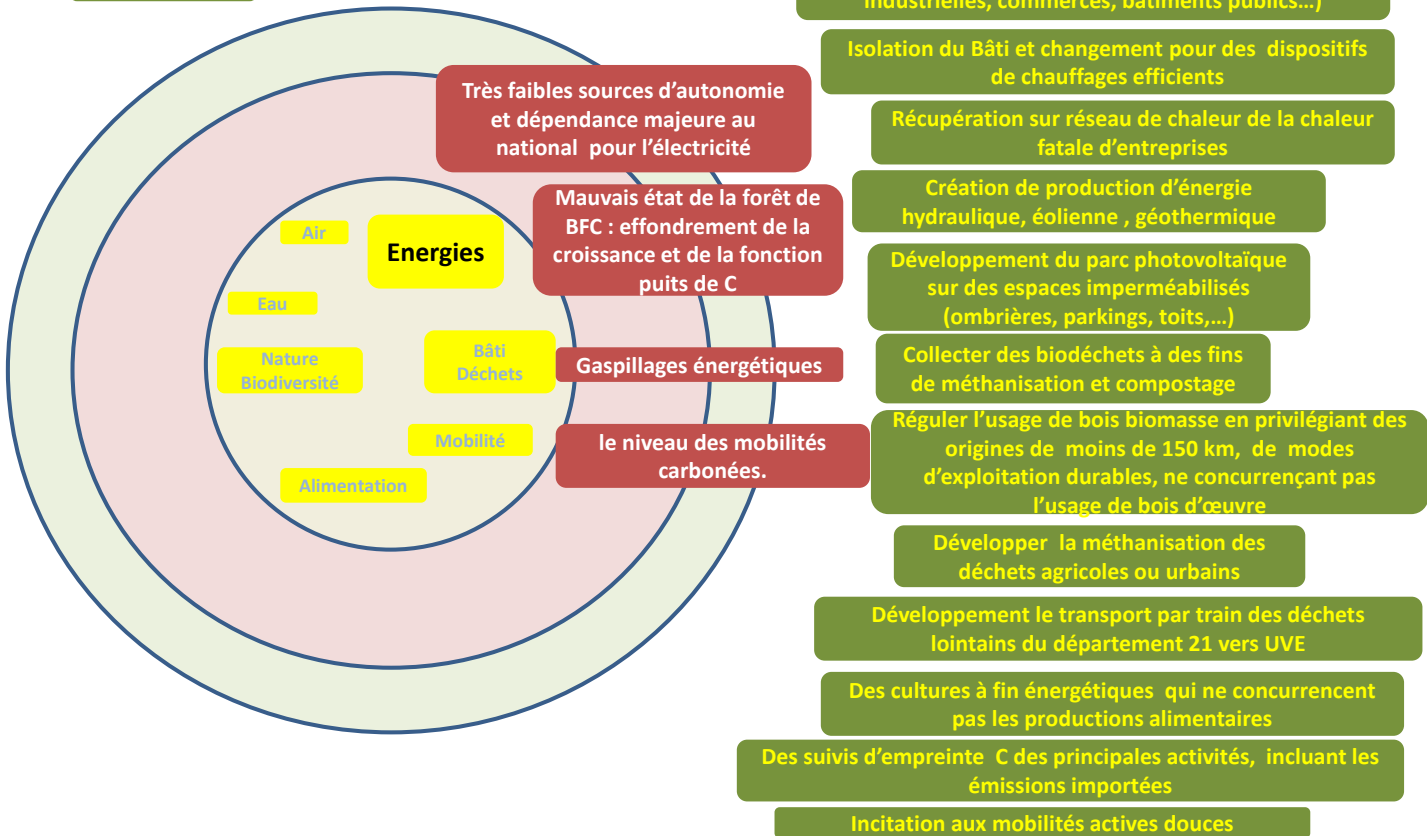 industrielles, commerces, bâtiments publics…)
Isolation du Bâti et changement pour des dispositifs
de chauffages efficients
Très faibles sources d’autonomie
et dépendance majeure au
national pour l’électricité
Récupération sur réseau de chaleur de la chaleur
fatale d’entreprises
Mauvais état de la forêt de
BFC : effondrement de la
croissance et de la fonction
puits de C
Création de production d’énergie
hydraulique, éolienne , géothermique
Air
Energies
Développement du parc photovoltaïque
sur des espaces imperméabilisés
(ombrières, parkings, toits,…)
Eau
Nature
Biodiversité
Bâti
Déchets
Gaspillages énergétiques
Collecter des biodéchets à des fins
de méthanisation et compostage
Mobilité
le niveau des mobilités
carbonées.
Réguler l’usage de bois biomasse en privilégiant des
origines de moins de 150 km, de modes
d’exploitation durables, ne concurrençant pas
l’usage de bois d’œuvre
Alimentation
Développer la méthanisation des
déchets agricoles ou urbains
Développement le transport par train des déchets
lointains du département 21 vers UVE
Des cultures à fin énergétiques qui ne concurrencent
pas les productions alimentaires
Des suivis d’empreinte C des principales activités, incluant les
émissions importées
Incitation aux mobilités actives douces